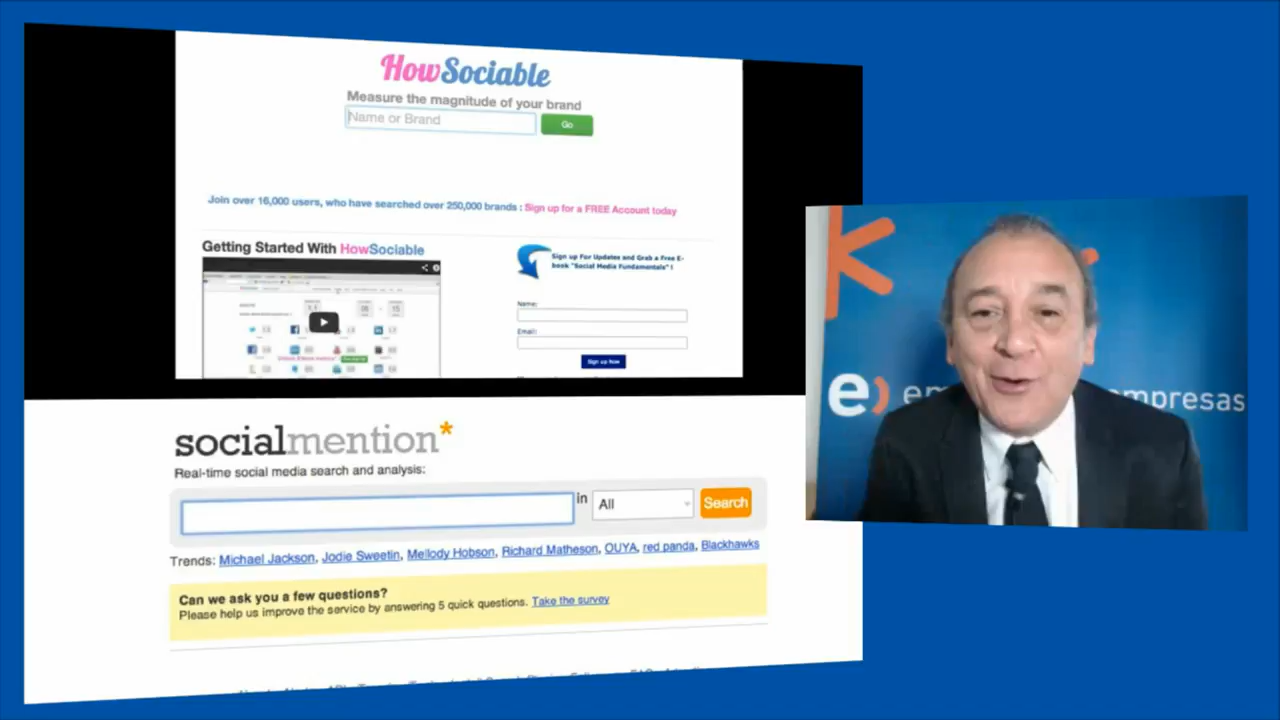 HowSociable
Measure the magnitude of your brand
Name or Brand
Go
Join over 16,000 users, who have searched over 250,000 brands : Sign up for a FREE Account today
Getting Started With HowSociable
Sign up For Updates and Grab a Free E-
book "Social Media Fundamentals" !
Name:
Email:
Sign up Now
socialmention*
Real-time social media search and analysis:
in
All
Search
Trends: Michael Jackson, Jodie Sweetin, Mellody Hobson, Richard Matheson, OUYA, red panda, Blackhawks
Can we ask you a few questions?
Please help us improve the service by answering 5 quick questions. Take the survey
e) em
empresas